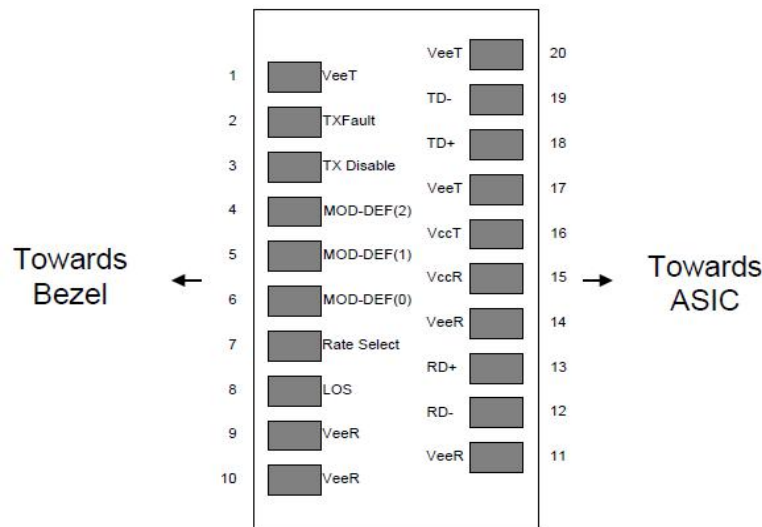 VeeT 20
1 VeeT
TD- 19
2 TXFault
TD+ 18
3 TX Disable
VeeT 17
4 MOD-DEF(2)
VccT 16
5 MOD-DEF(1)
Towards
Bezel
VccR 15
Towards
ASIC
6 MOD-DEF(0)
VeeR 14
7 Rate Select
RD+ 13
8 LOS
RD- 12
9 VeeR
VeeR 11
10 VeeR